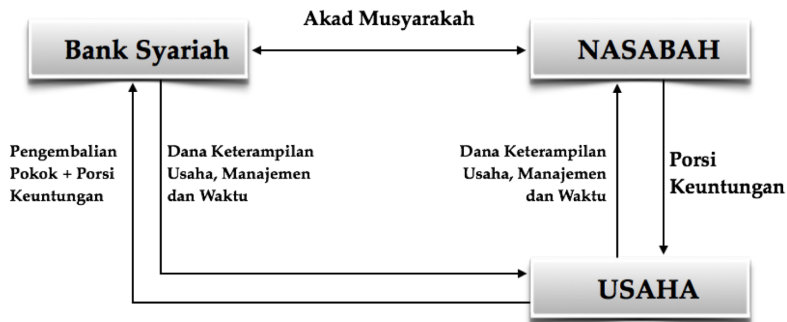 Akad Musyarakah
Bank Syariah
NASABAH
Pengembalian
Pokok + Porsi
Keuntungan
Dana Keterampilan
Usaha, Manajemen
dan Waktu
Dana Keterampilan
Usaha, Manajemen
dan Waktu
Porsi
Keuntungan
USAHA